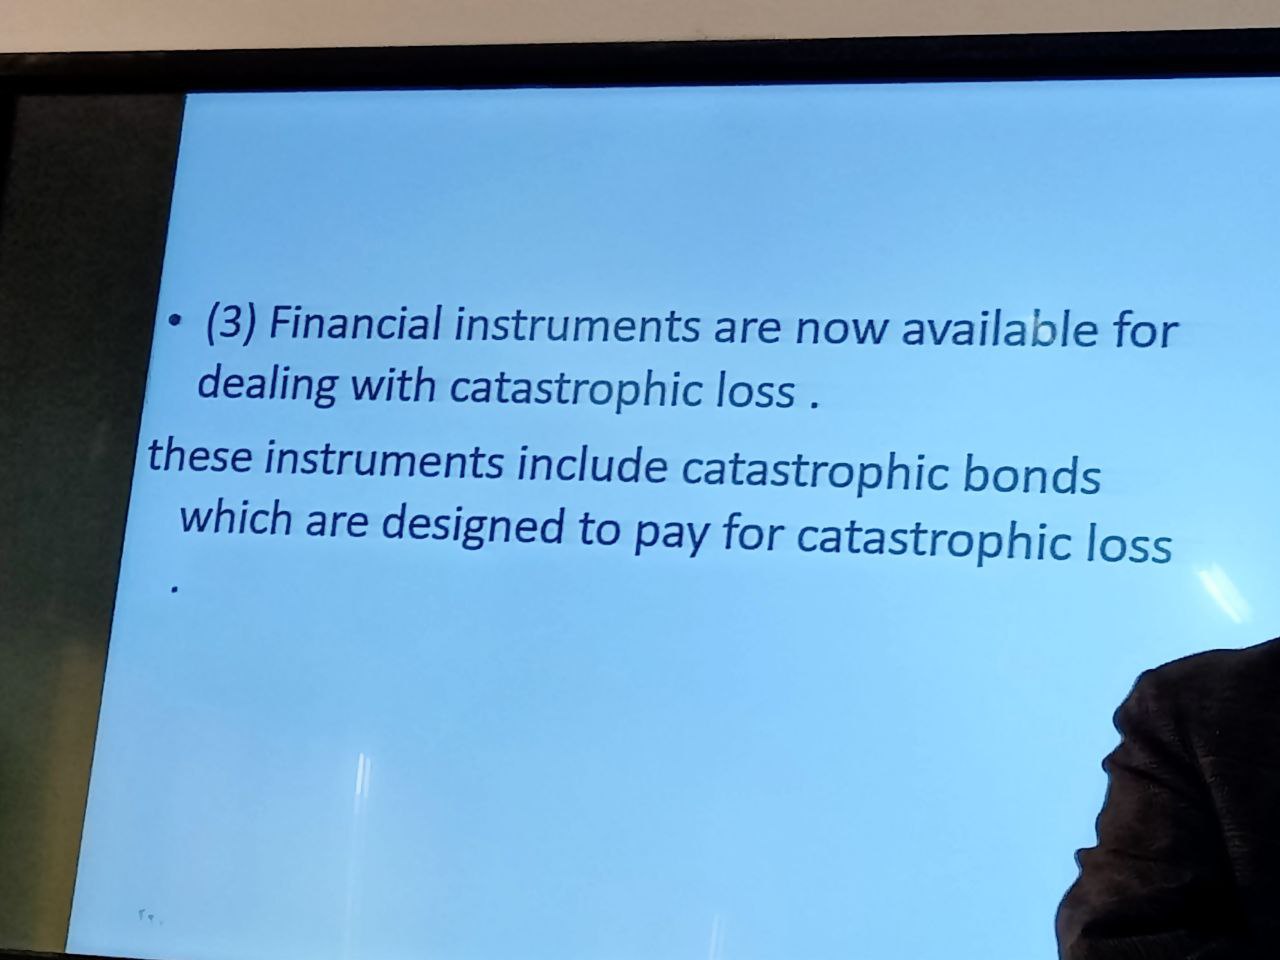 • (3) Financial instruments are now available for
dealing with catastrophic loss .
these instruments include catastrophic bonds
which are designed to pay for catastrophic loss
.